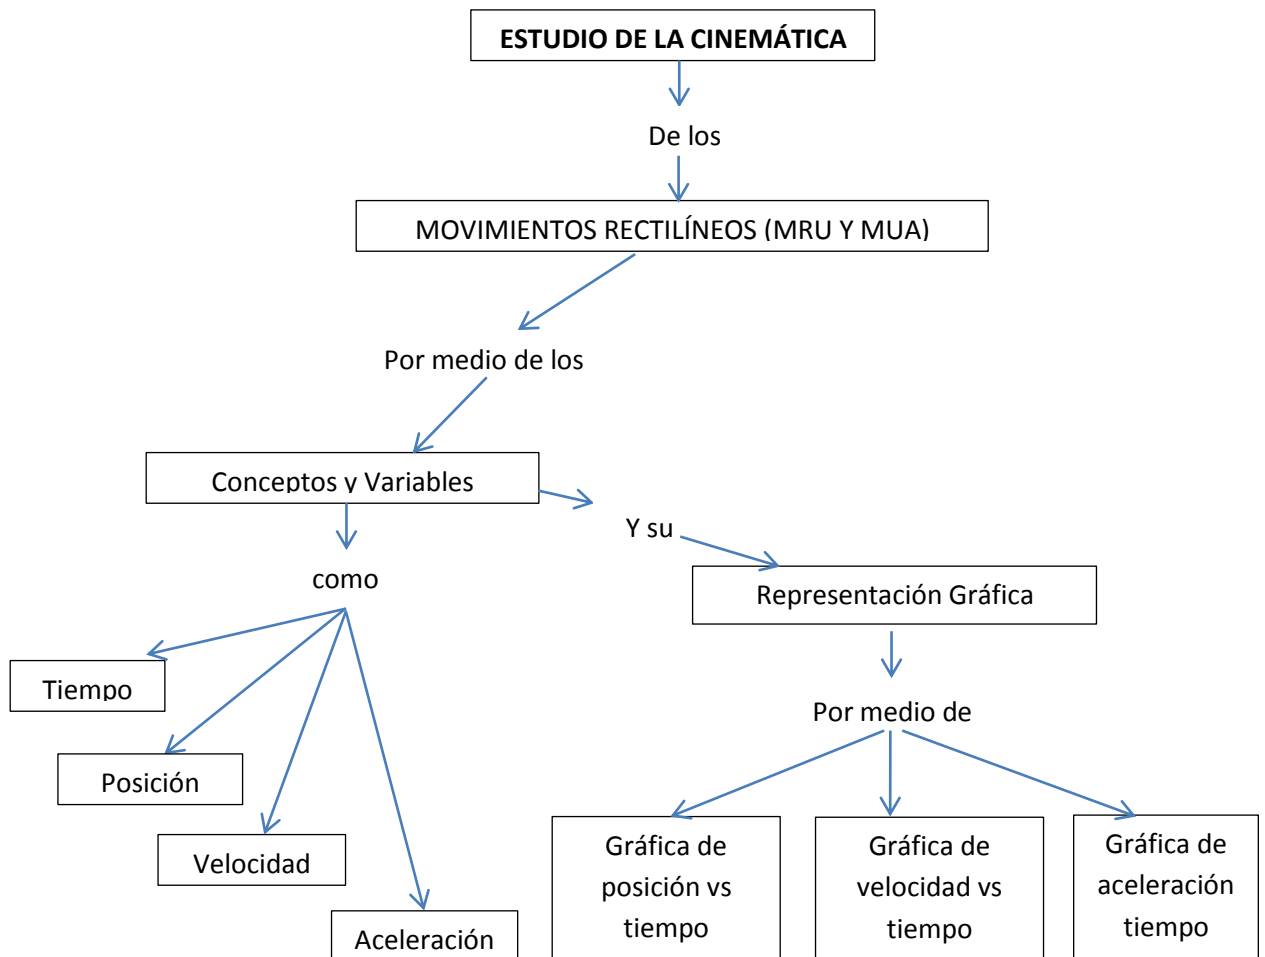 ESTUDIO DE LA CINEMÁTICA
De los
MOVIMIENTOS RECTILÍNEOS (MRU Y MUA)
Por medio de los
Conceptos y Variables
Y su
como
Representación Gráfica
Tiempo
Posición
Velocidad
Aceleración
Por medio de
Gráfica de
posición vs
tiempo
Gráfica de
velocidad vs
tiempo
Gráfica de
aceleración
tiempo